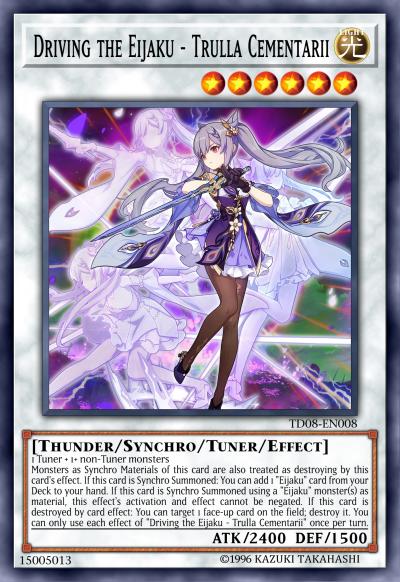 DRIVING THE EIJAKU - TRULLA CEMENTARII
LIGHT
光
TD08-EN008
[THUNDER/SYNCHRO/TUNER/EFFECT]
1 Tuner + 1+ non-Tuner monsters
Monsters as Synchro Materials of this card are also treated as destroying by this
card's effect. If this card is Synchro Summoned: You can add 1 "Eijaku" card from your
Deck to your hand. If this card is Synchro Summoned using a "Eijaku" monster(s) as
material, this effect's activation and effect cannot be negated. If this card is
destroyed by card effect: You can target 1 face-up card on the field; destroy it. You
can only use each effect of "Driving the Eijaku - Trulla Cementarii" once per turn.
ATK/2400 DEF/1500
15005013
©1996 KAZUKI TAKAHASHI